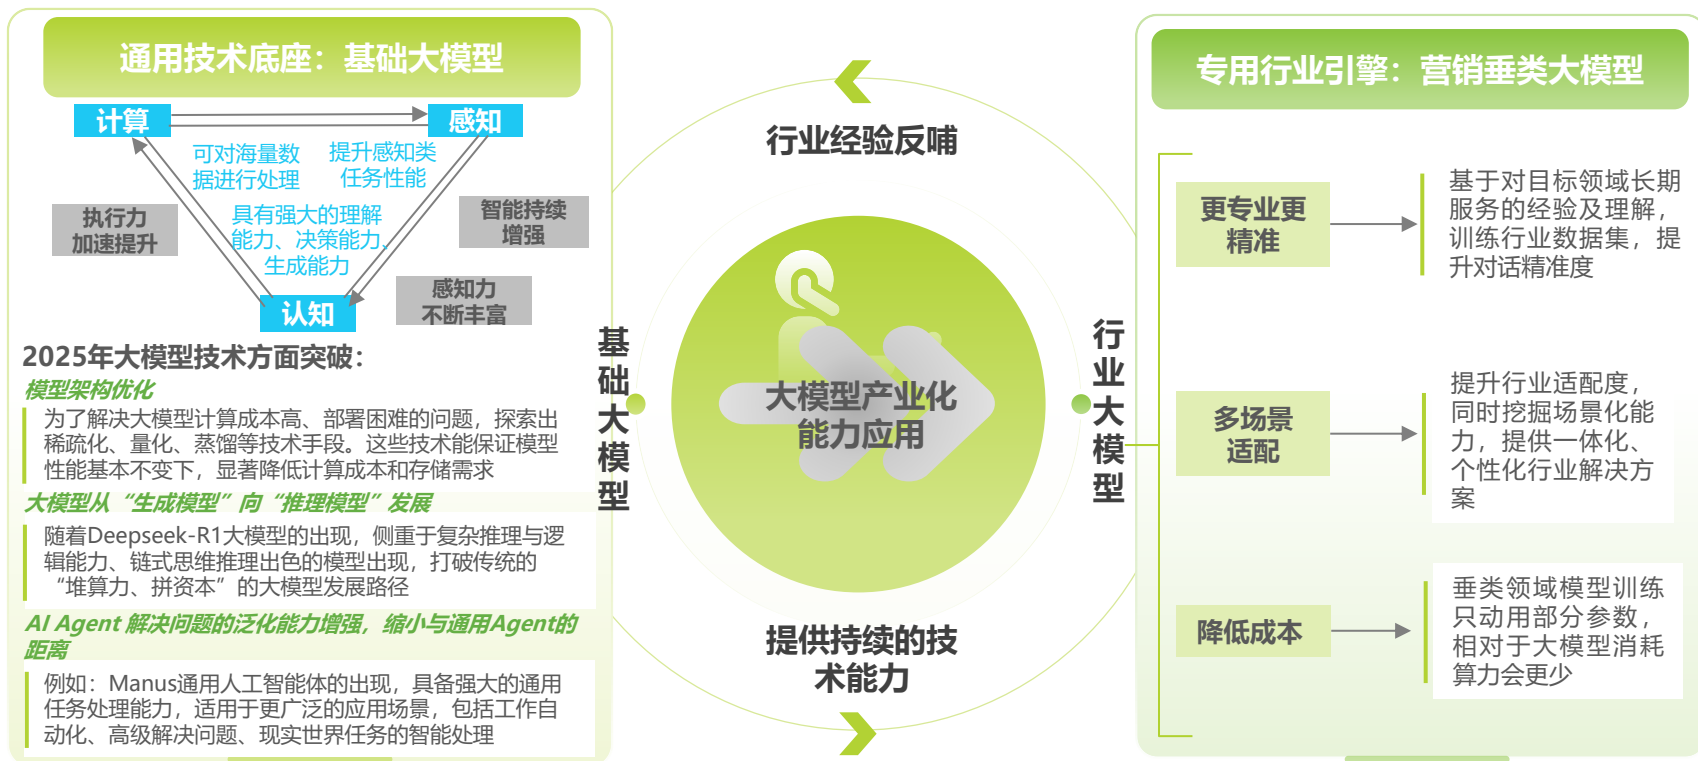 通用技术底座：基础大模型
计算
感知
可对海量数
据进行处理
提升感知类
任务性能
执行力
加速提升
具有强大的理解
能力、决策能力、
生成能力
智能持续
增强
感知力
不断丰富
认知
2025年大模型技术方面突破：
模型架构优化
为了解决大模型计算成本高、部署困难的问题，探索出
稀疏化、量化、蒸馏等技术手段。这些技术能保证模型
性能基本不变下，显著降低计算成本和存储需求
大模型从“生成模型”向“推理模型”发展
随着Deepseek-R1大模型的出现，侧重于复杂推理与逻
辑能力、链式思维推理出色的模型出现，打破传统的
“堆算力、拼资本”的大模型发展路径
AI Agent 解决问题的泛化能力增强，缩小与通用Agent的
距离
例如：Manus通用人工智能体的出现，具备强大的通用
任务处理能力，适用于更广泛的应用场景，包括工作自
动化、高级解决问题、现实世界任务的智能处理
行业经验反哺
基础大模型
大模型产业化
能力应用
行业大模型
提供持续的技
术能力
专用行业引擎：营销垂类大模型
更专业更
精准
基于对目标领域长期
服务的经验及理解，
训练行业数据集，提
升对话精准度
多场景
适配
提升行业适配度，
同时挖掘场景化能
力，提供一体化、
个性化行业解决方
案
降低成本
垂类领域模型训练
只动用部分参数，
相对于大模型消耗
算力会更少